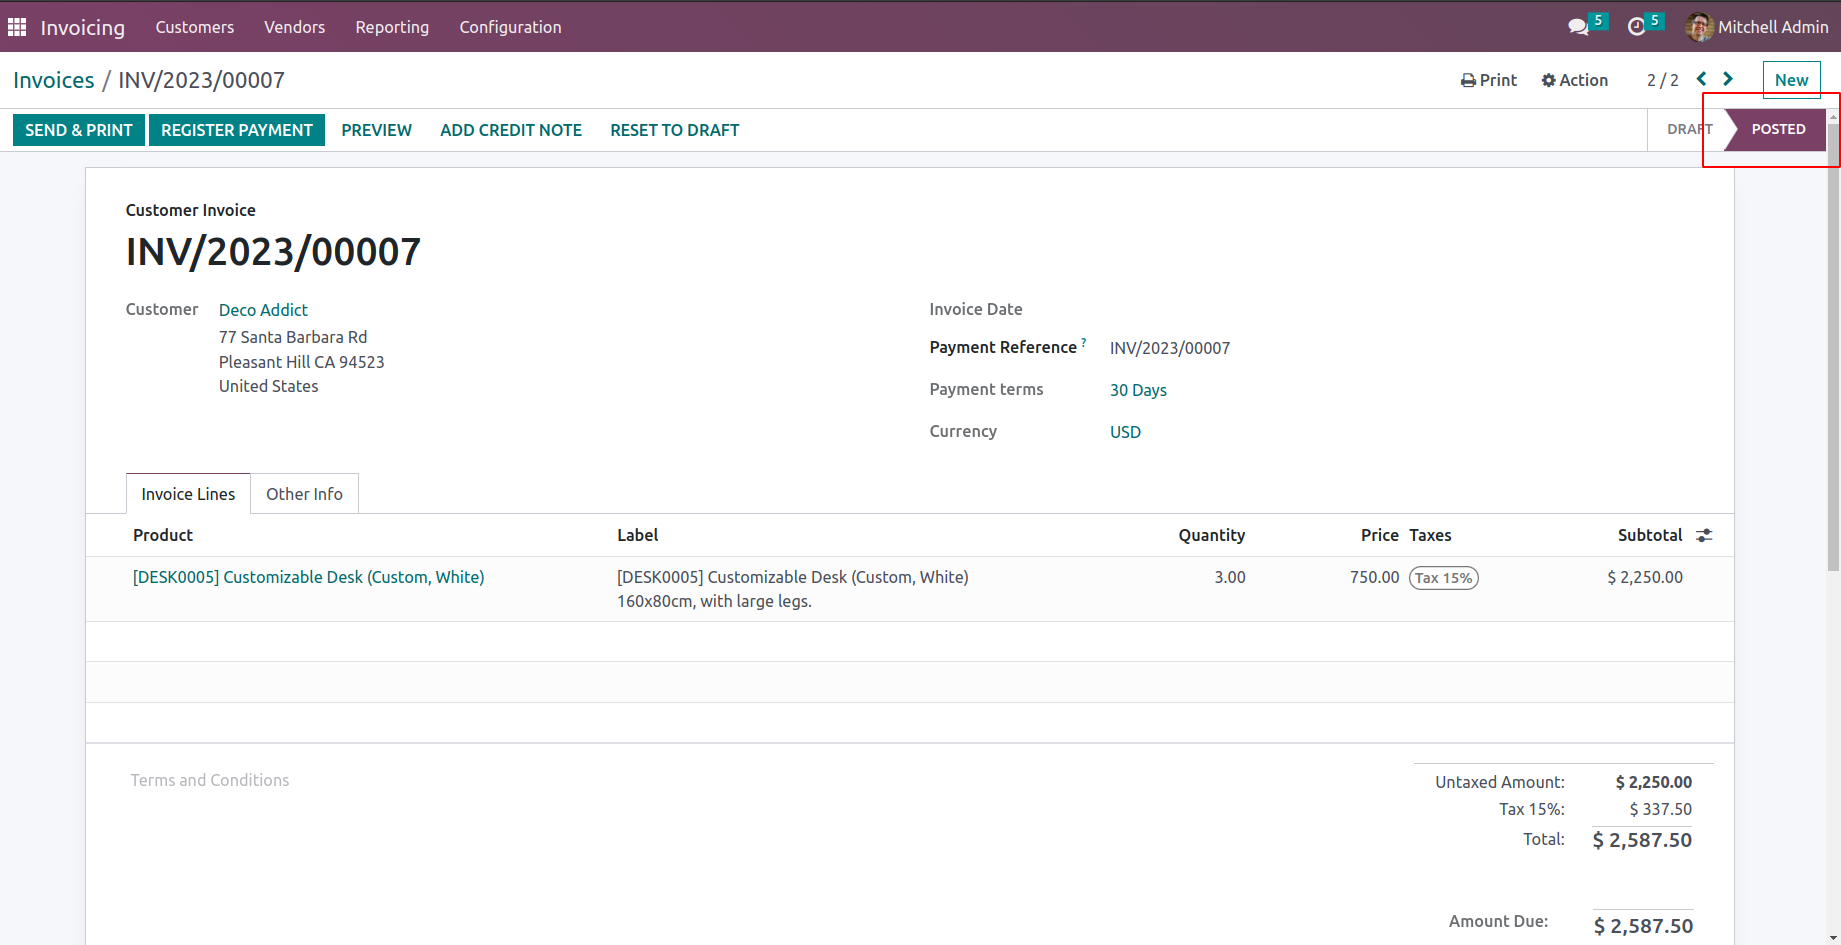 Invoicing Customers Vendors Reporting Configuration 5 5 Mitchell Admin
Invoices / INV/2023/00007 Print Action 2 / 2 New
SEND & PRINT REGISTER PAYMENT PREVIEW ADD CREDIT NOTE RESET TO DRAFT DRAFT POSTED
Customer Invoice
INV/2023/00007
Customer Deco Addict
77 Santa Barbara Rd
Pleasant Hill CA 94523
United States
Invoice Date
Payment Reference ? INV/2023/00007
Payment terms 30 Days
Currency USD
Invoice Lines Other Info
Product Label Quantity Price Taxes Subtotal
[DESK0005] Customizable Desk (Custom, White) [DESK0005] Customizable Desk (Custom, White) 3.00 750.00 Tax 15% $ 2,250.00
160x80cm, with large legs.
Terms and Conditions
Untaxed Amount: $ 2,250.00
Tax 15%: $ 337.50
Total: $ 2,587.50
Amount Due: $ 2,587.50